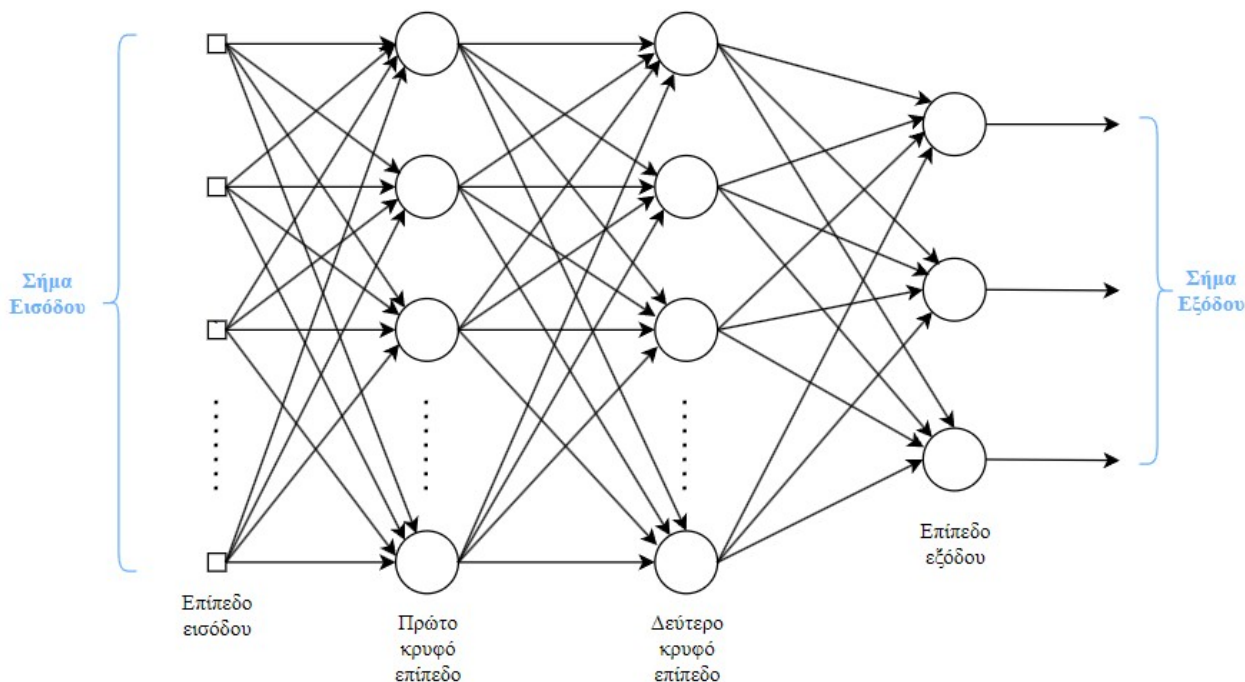 Σήμα
Εισόδου
Σήμα
Εξόδου
Επίπεδο
εξόδου
Επίπεδο
εισόδου
Πρώτο
κρυφό
επίπεδο
Δεύτερο
κρυφό
επίπεδο